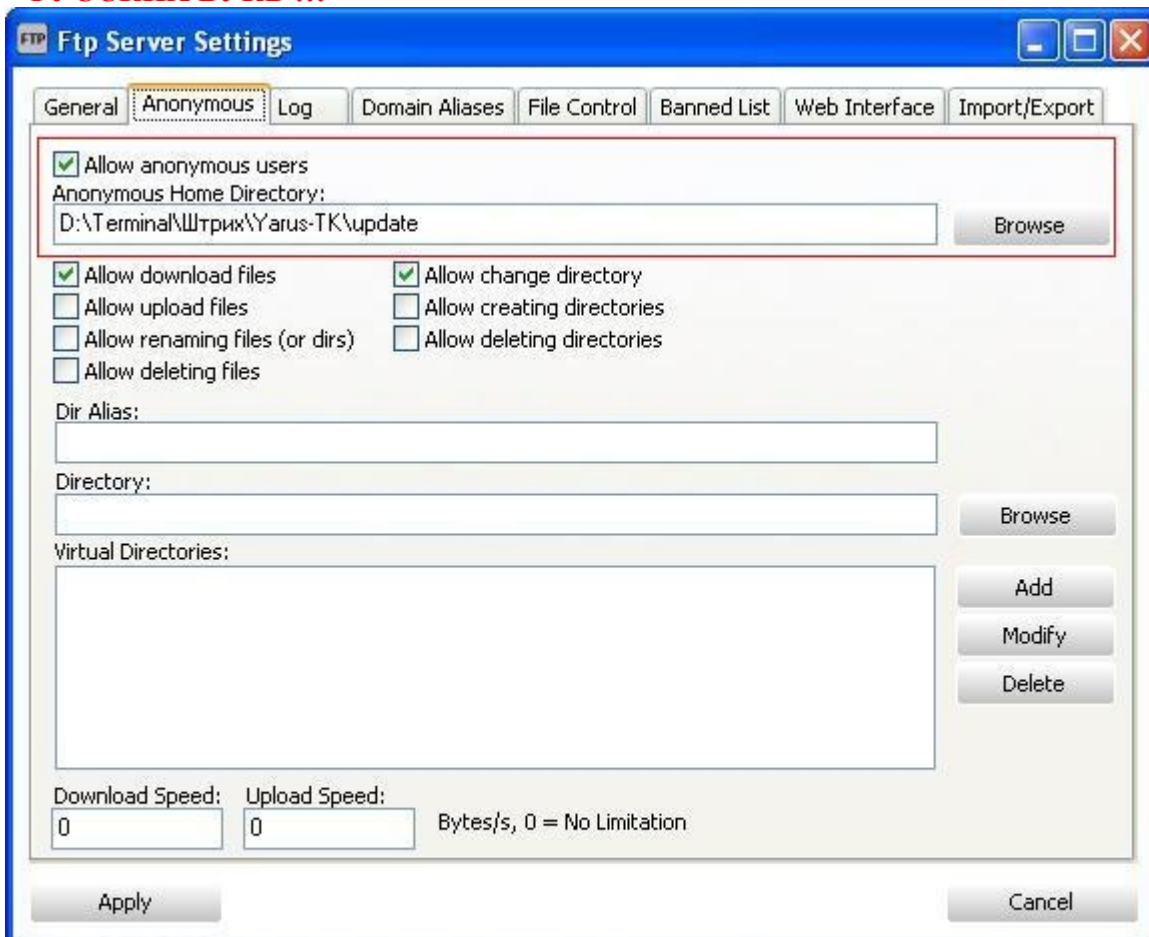 FTP Ftp Server Settings
General Anonymous Log Domain Aliases File Control Banned List Web Interface Import/Export
Allow anonymous users
Anonymous Home Directory:
D:\Terminal\Штрих\Yarus-TK\update Browse
Allow download files Allow change directory
Allow upload files Allow creating directories
Allow renaming files (or dirs) Allow deleting directories
Allow deleting files
Dir Alias:
Directory:
Browse
Virtual Directories:
Add
Modify
Delete
Download Speed: Upload Speed:
0 0 Bytes/s, 0 = No Limitation
Apply Cancel